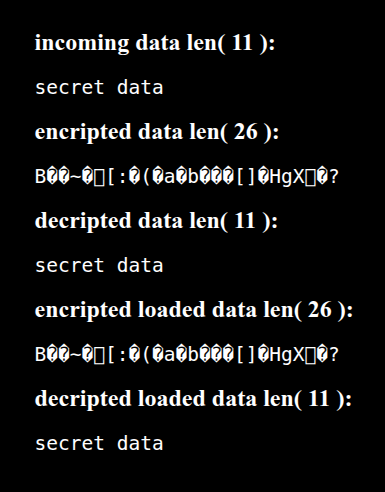 incoming data len( 11 ):
secret data
encripted data len( 26 ):
B��~�[:�(�a�b���[]�HgX�?
decripted data len( 11 ):
secret data
encripted loaded data len( 26 ):
B��~�[:�(�a�b���[]�HgX�?
decripted loaded data len( 11 ):
secret data